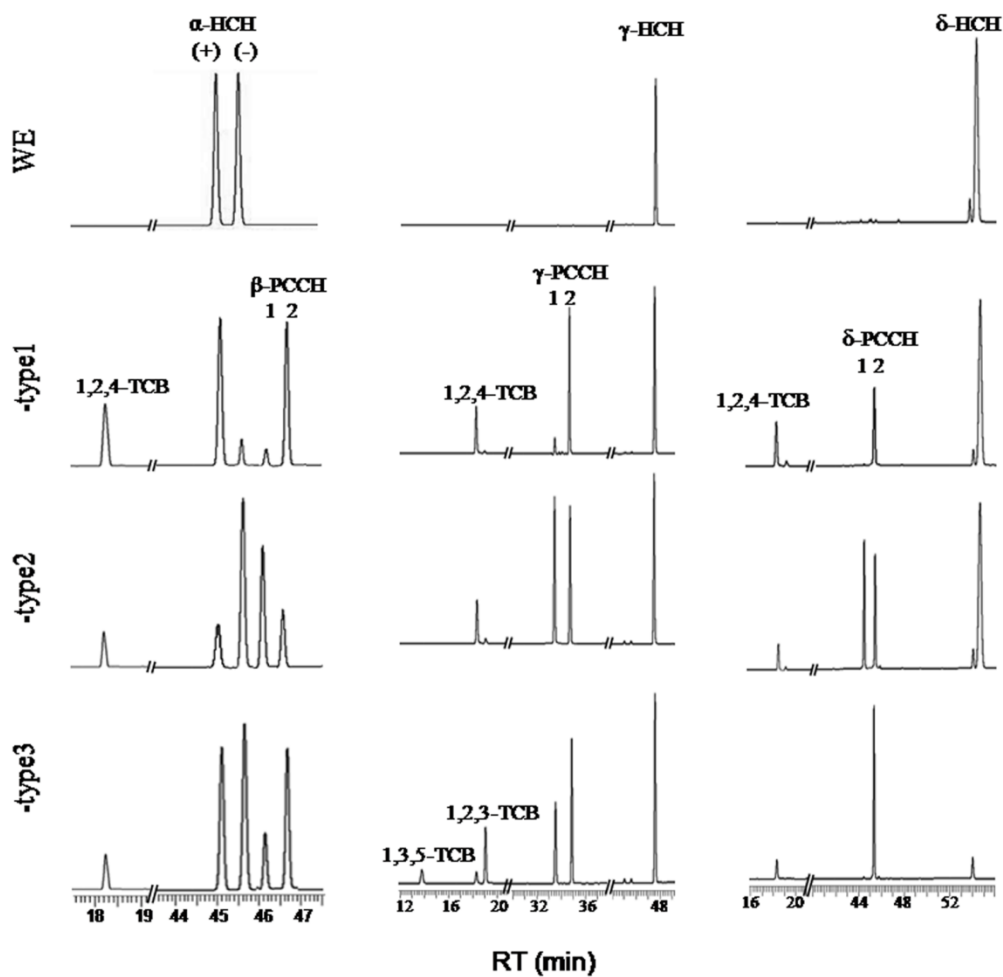 α-HCH
(+) (-)
γ-HCH
δ-HCH
WE
β-PCCH
1 2
γ-PCCH
1 2
δ-PCCH
1 2
1,2,4-TCB
1,2,4-TCB
1,2,4-TCB
-type1
-type2
-type3
1,2,3-TCB
1,3,5-TCB
18 19 44 45 46 47
12 16 20 32 36 48
16 20 44 48 52
RT (min)